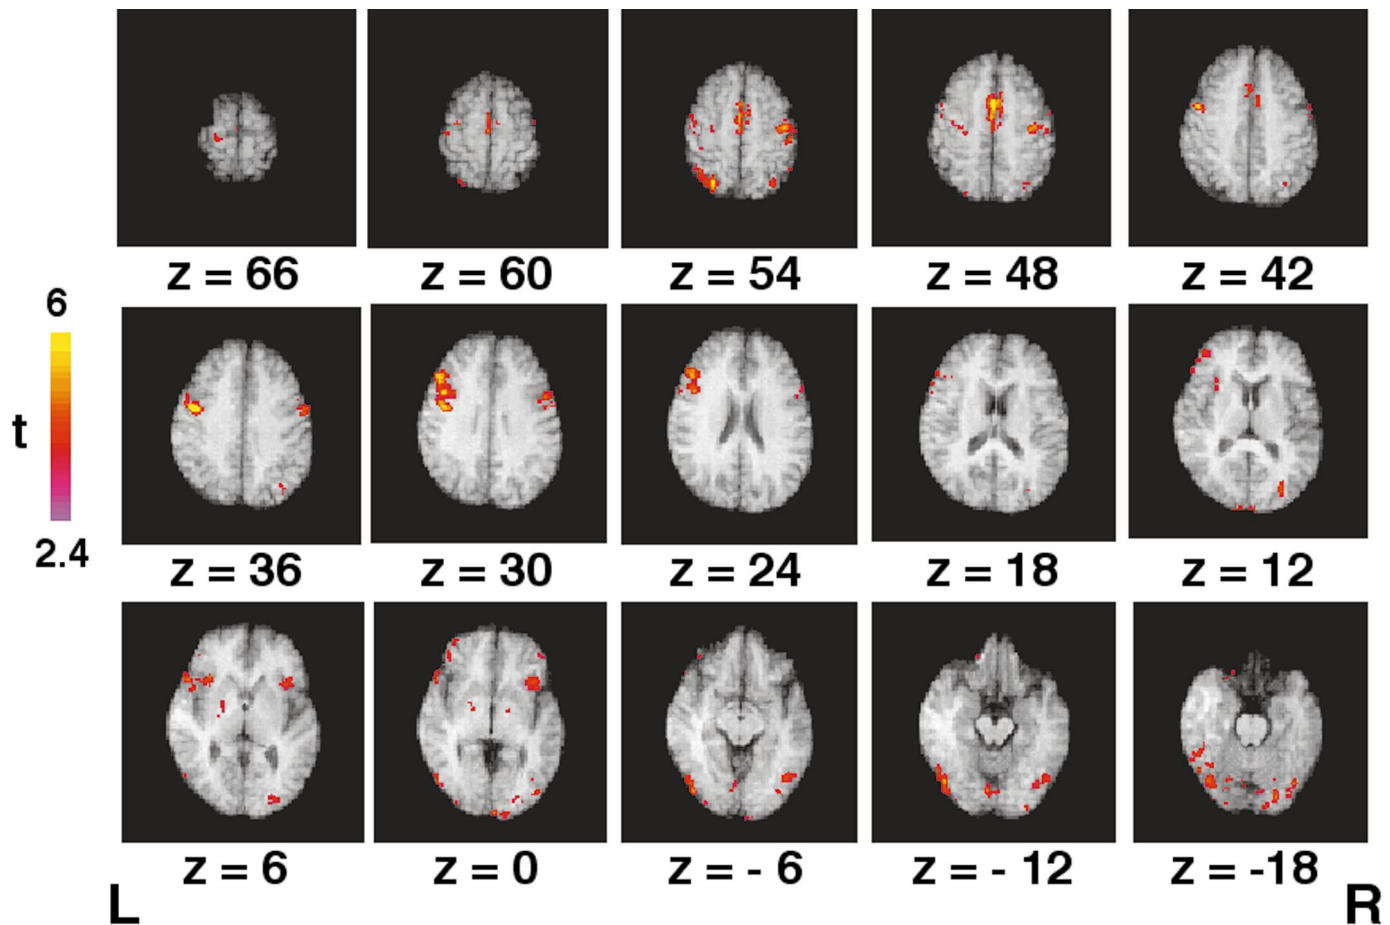 z = 66 z = 60 z = 54 z = 48 z = 42
6
t
2.4
z = 36 z = 30 z = 24 z = 18 z = 12
z = 6 z = 0 z = - 6 z = - 12 z = -18
L R